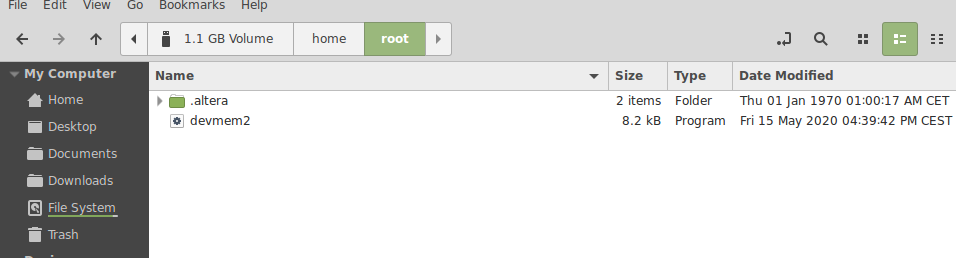 File Edit View Go Bookmarks Help
1.1 GB Volume home root
My Computer
Home
Desktop
Documents
Downloads
File System
Trash
Name Size Type Date Modified
.altera 2 items Folder Thu 01 Jan 1970 01:00:17 AM CET
devmem2 8.2 kB Program Fri 15 May 2020 04:39:42 PM CEST